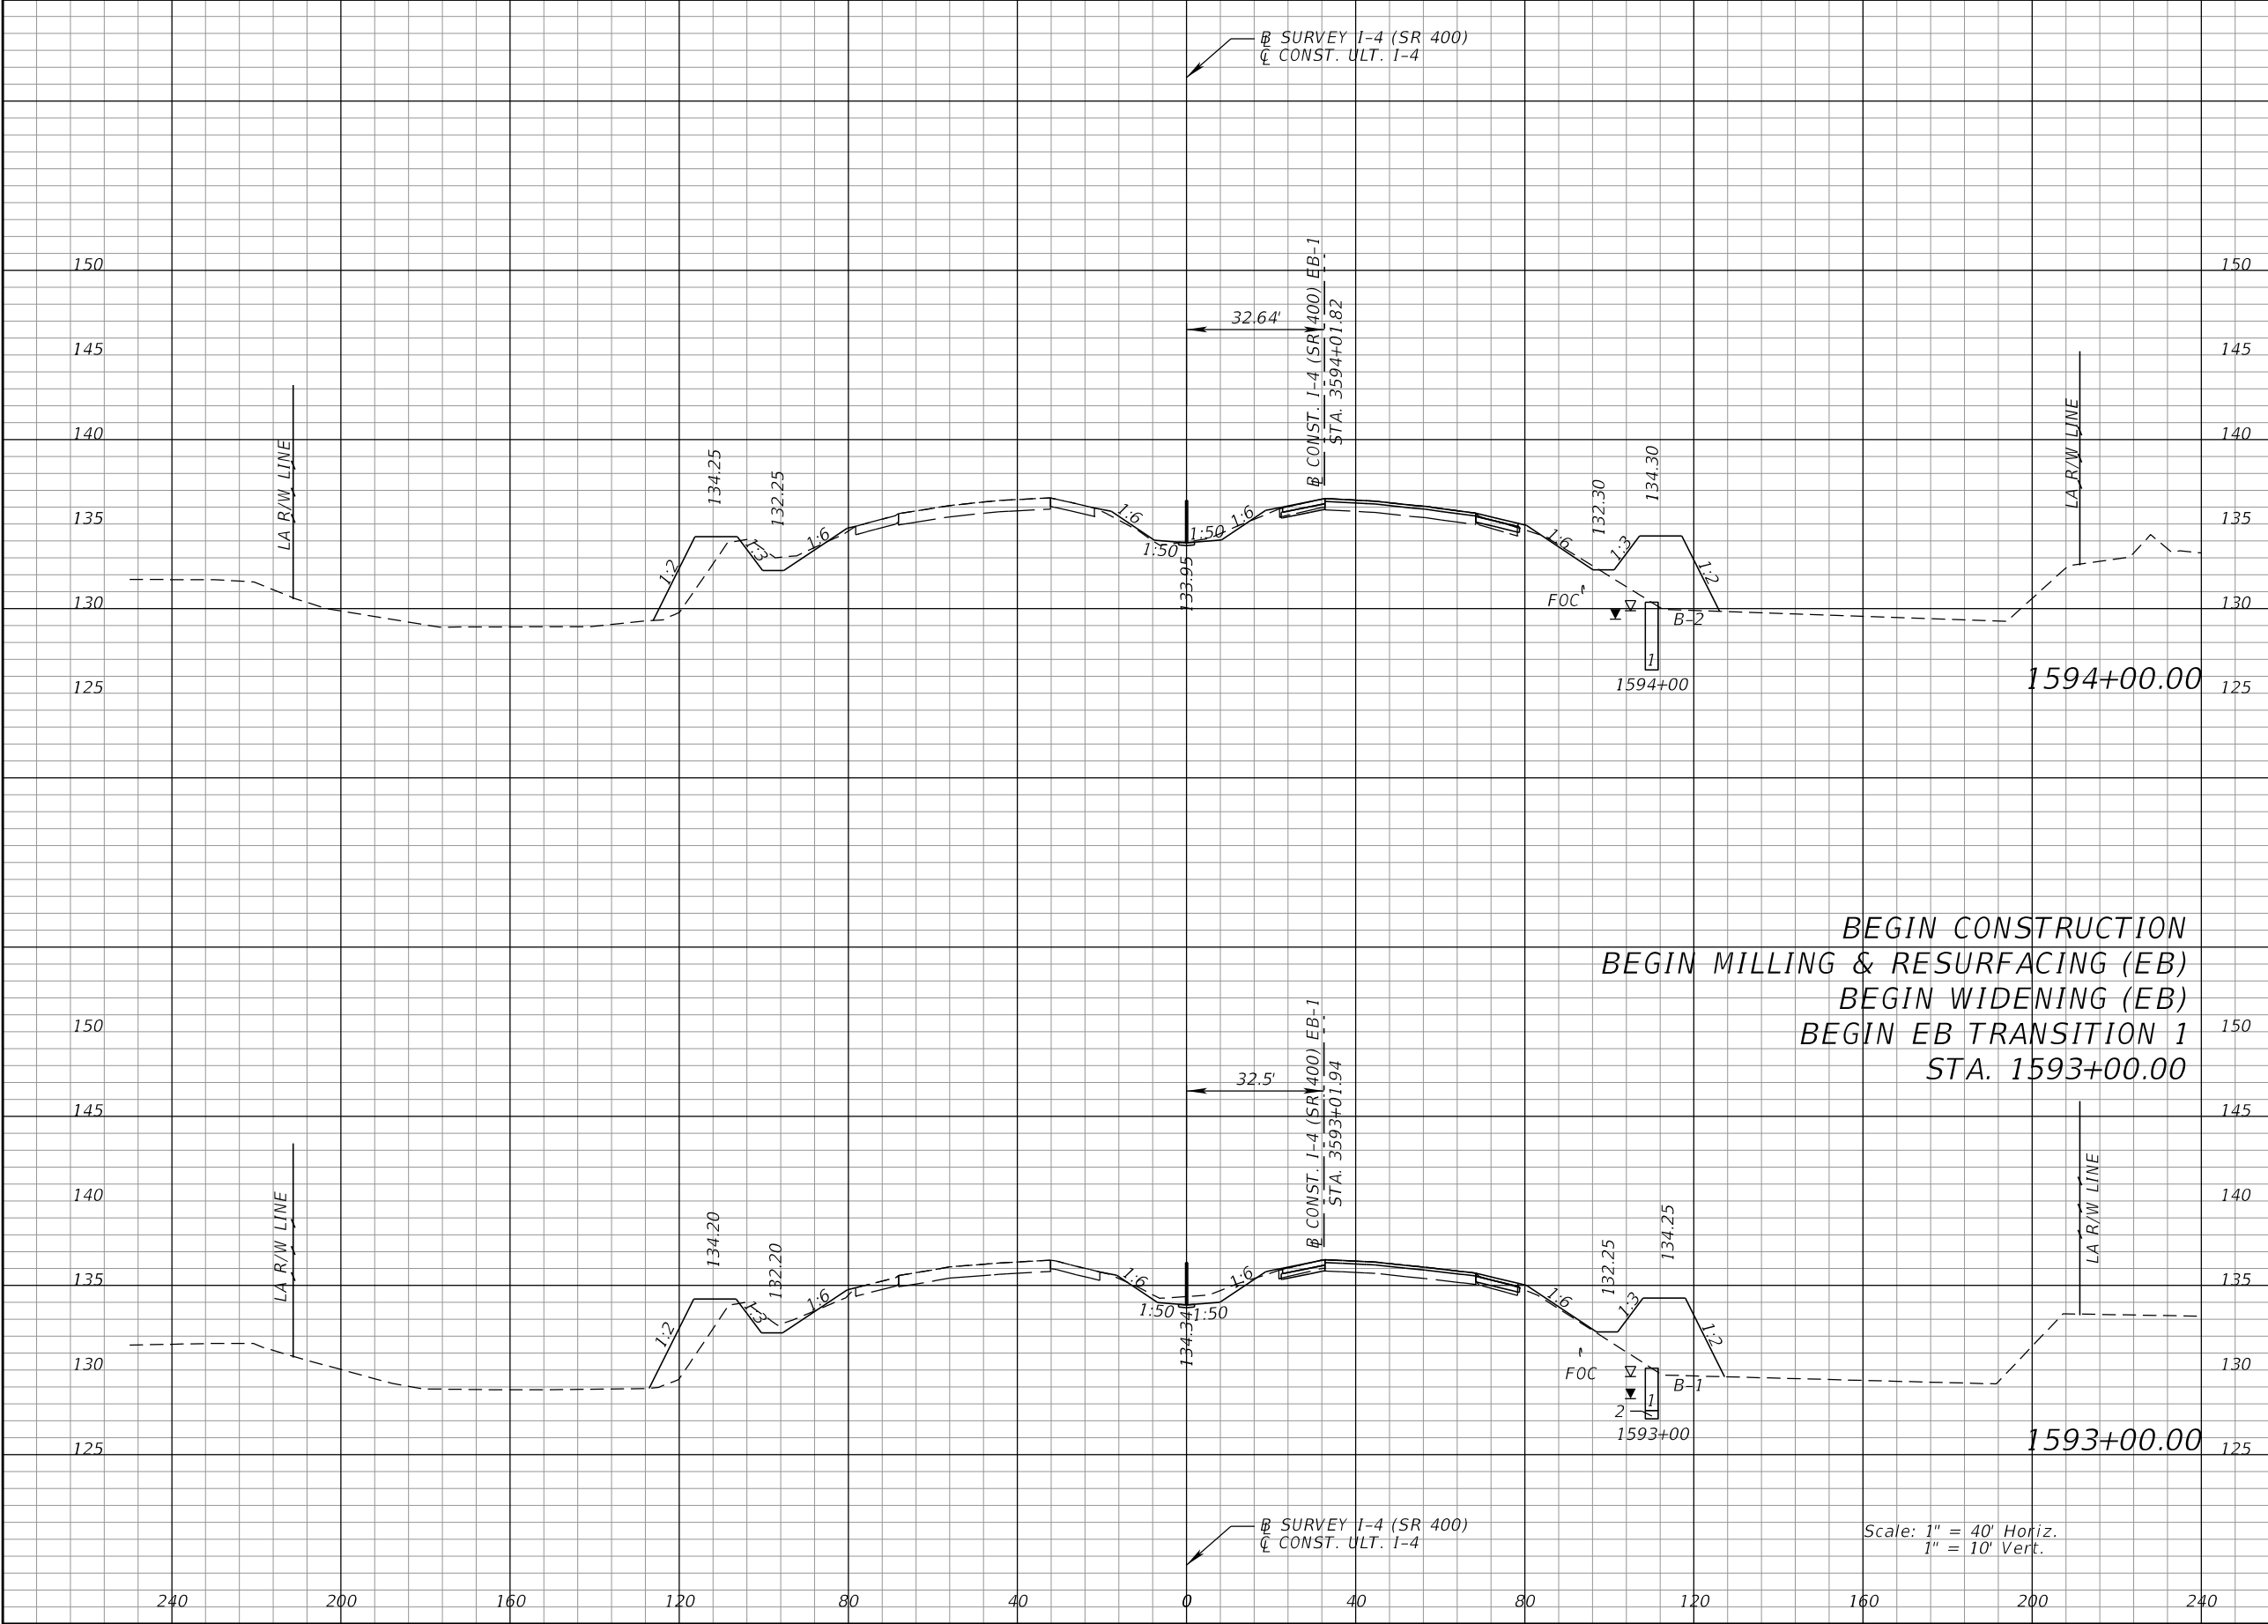 ℄ SURVEY I-4 (SR 400)
℄ CONST. ULT. I-4
150
150
℄ CONST. I-4 (SR 400) EB-1
STA. 3594+01.82
32.64'
145
145
LA R/W LINE
LA R/W LINE
140
140
134.25
132.25
132.30
134.30
135
135
1:2
1:3
1:6
1:6
1:50
1:50
1:6
1:6
1:3
1:2
133.95
130
130
FOC
B-2
1
1594+00
125
1594+00.00
125
BEGIN CONSTRUCTION
BEGIN MILLING & RESURFACING (EB)
BEGIN WIDENING (EB)
BEGIN EB TRANSITION 1
STA. 1593+00.00
150
150
℄ CONST. I-4 (SR 400) EB-1
STA. 3593+01.94
32.5'
145
145
LA R/W LINE
LA R/W LINE
140
140
134.20
132.20
132.25
134.25
135
135
1:2
1:3
1:6
1:6
1:50
1:50
1:6
1:6
1:3
1:2
134.34
130
130
FOC
B-1
1
2
1593+00
125
1593+00.00
125
℄ SURVEY I-4 (SR 400)
℄ CONST. ULT. I-4
Scale: 1" = 40' Horiz.
1" = 10' Vert.
240 200 160 120 80 40 0 40 80 120 160 200 240